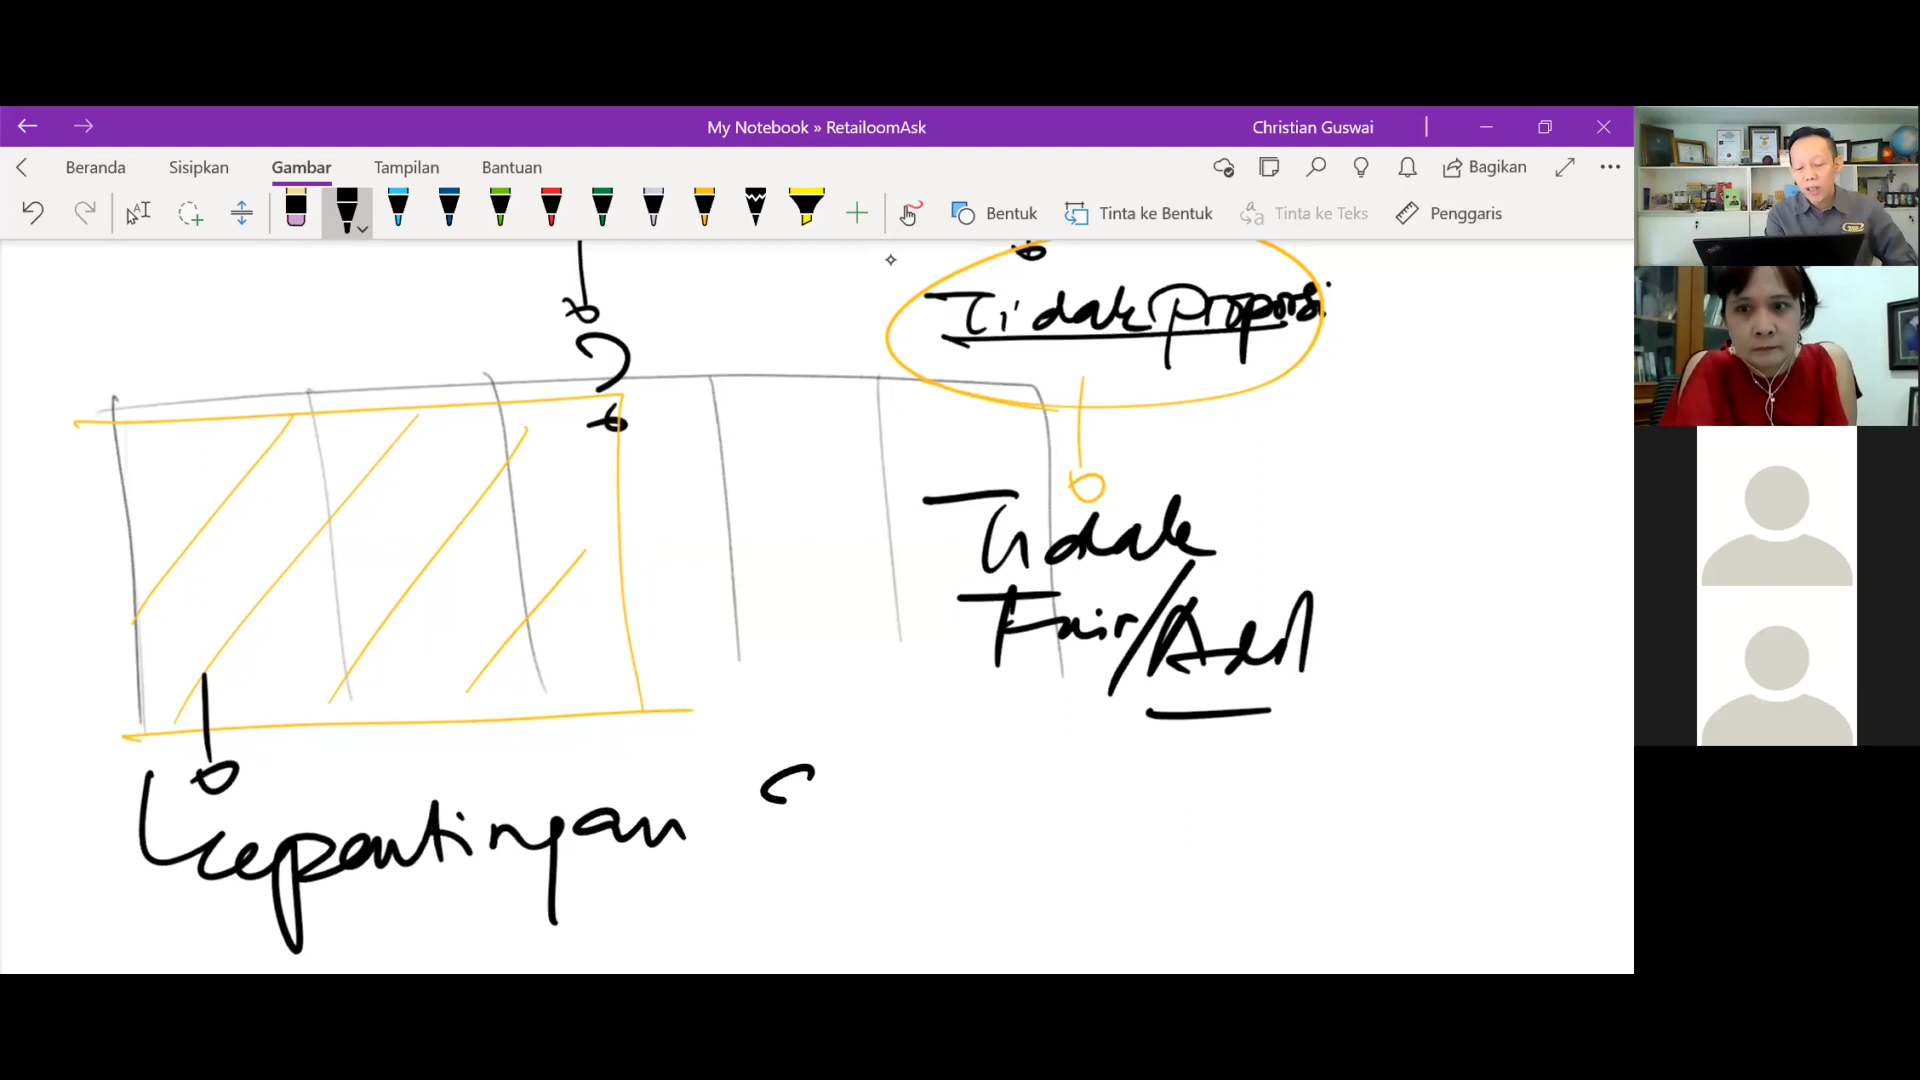 My Notebook » RetailoomAsk
Christian Guswai
Beranda Sisipkan Gambar Tampilan Bantuan
Bagikan
Bentuk Tinta ke Bentuk Tinta ke Teks Penggaris
Tidak Proporsi
?
Tidak
Fair/Adil
Kepentingan